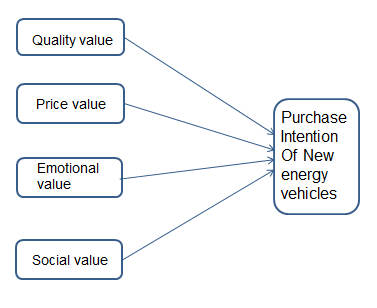 Quality value
Price value
Emotional
value
Social value
Purchase
Intention
Of New
energy
vehicles